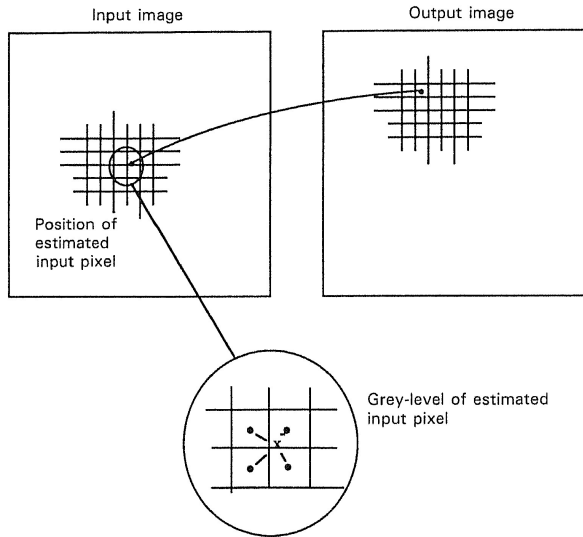 Input image
Output image
Position of
estimated
input pixel
Grey-level of estimated
input pixel
x